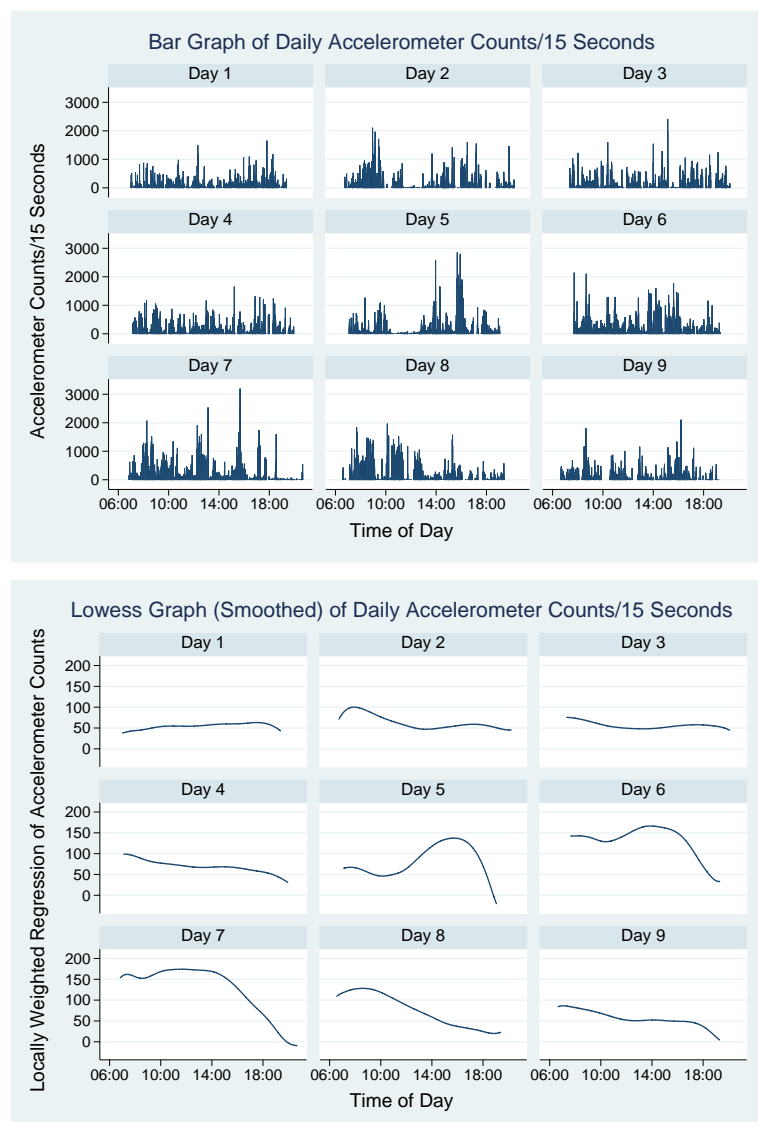 Bar Graph of Daily Accelerometer Counts/15 Seconds
Accelerometer Counts/15 Seconds
Day 1 Day 2 Day 3
3000
2000
1000
0
Day 4 Day 5 Day 6
3000
2000
1000
0
Day 7 Day 8 Day 9
3000
2000
1000
0
06:00 10:00 14:00 18:00 06:00 10:00 14:00 18:00 06:00 10:00 14:00 18:00
Time of Day
Lowess Graph (Smoothed) of Daily Accelerometer Counts/15 Seconds
Locally Weighted Regression of Accelerometer Counts
Day 1 Day 2 Day 3
200
150
100
50
0
Day 4 Day 5 Day 6
200
150
100
50
0
Day 7 Day 8 Day 9
200
150
100
50
0
06:00 10:00 14:00 18:00 06:00 10:00 14:00 18:00 06:00 10:00 14:00 18:00
Time of Day